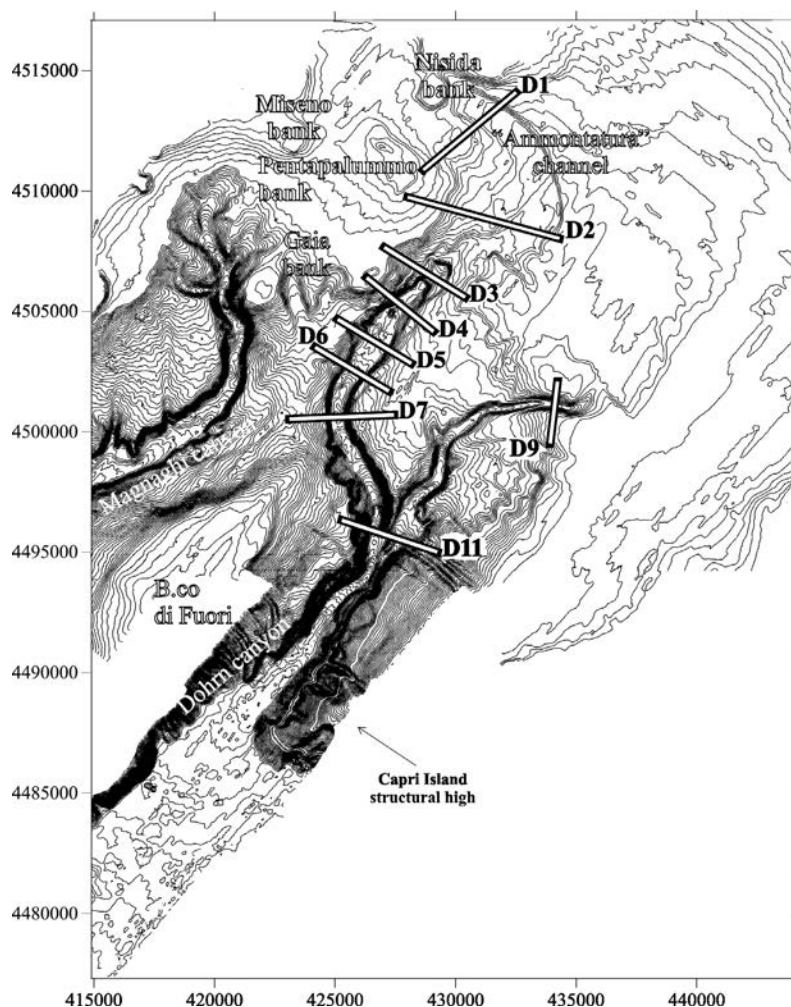 4515000
Nisida
bank
D1
Miseno
bank
"Ammontatura"
channel
Pentapalummo
bank
4510000
D2
Gaia
bank
D3
4505000
D4
D6
D5
D7
4500000
D9
Magnaghi canyon
4495000
D11
B.co
di Fuori
Dohrn canyon
4490000
Capri Island
structural high
4485000
4480000
415000 420000 425000 430000 435000 440000